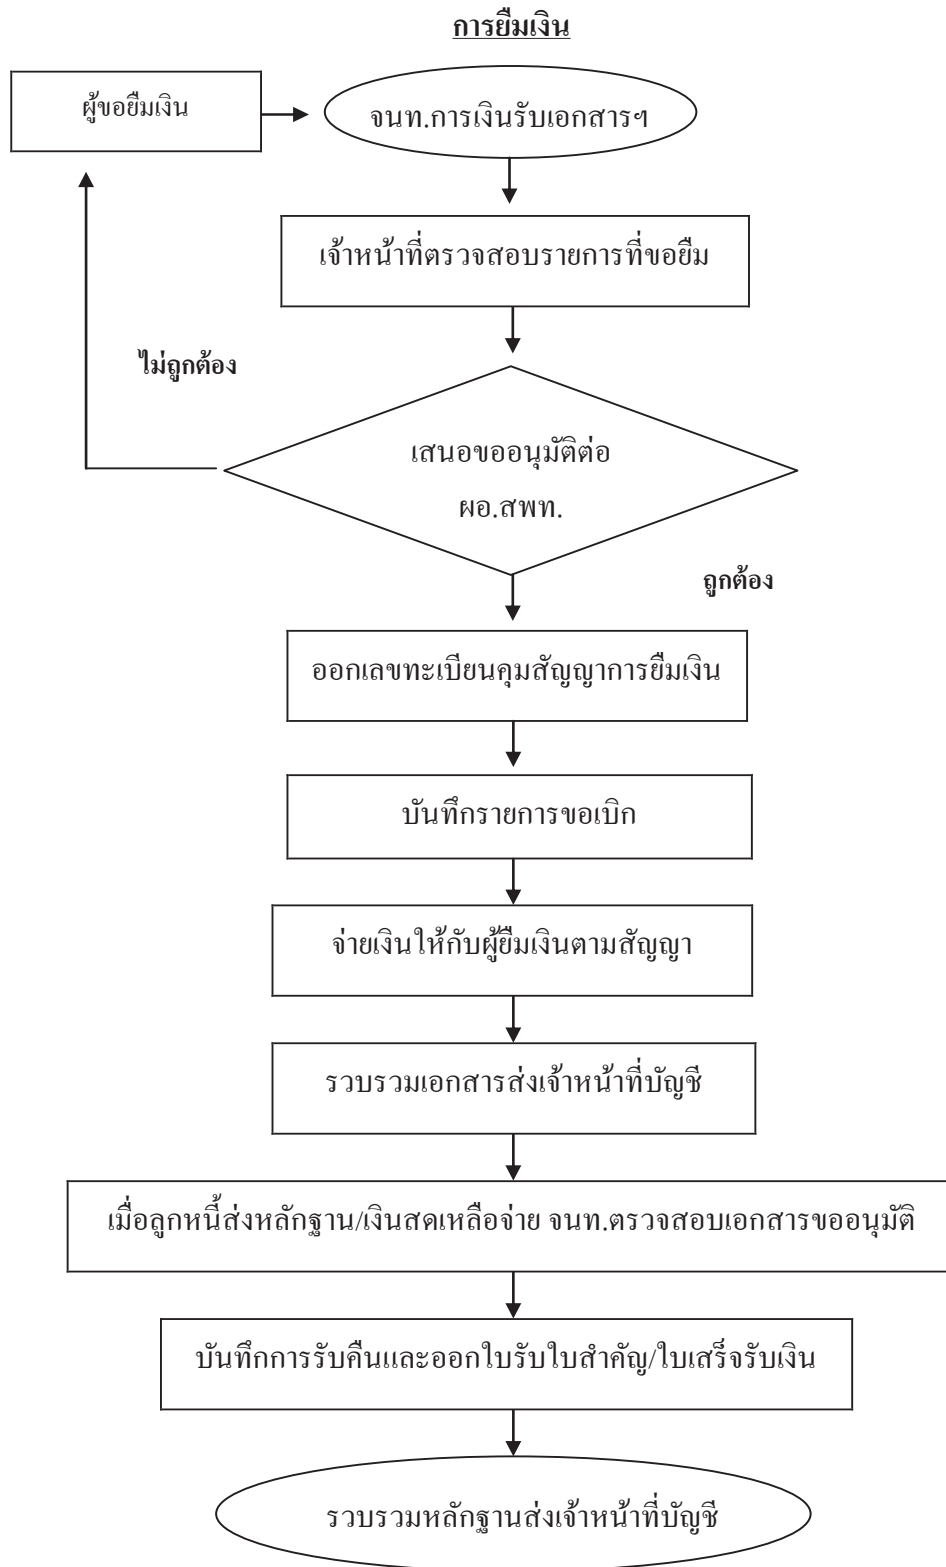 การยืมเงิน
ผู้ขอยืมเงิน
จนท.การเงินรับเอกสารฯ
เจ้าหน้าที่ตรวจสอบรายการที่ขอยืม
ไม่ถูกต้อง
เสนอขออนุมัติต่อ
ผอ.สพท.
ถูกต้อง
ออกเลขทะเบียนคุมสัญญาการยืมเงิน
บันทึกรายการขอเบิก
จ่ายเงินให้กับผู้ยืมเงินตามสัญญา
รวบรวมเอกสารส่งเจ้าหน้าที่บัญชี
เมื่อลูกหนี้ส่งหลักฐาน/เงินสดเหลือจ่าย จนท.ตรวจสอบเอกสารขออนุมัติ
บันทึกการรับคืนและออกใบรับใบสำคัญ/ใบเสร็จรับเงิน
รวบรวมหลักฐานส่งเจ้าหน้าที่บัญชี